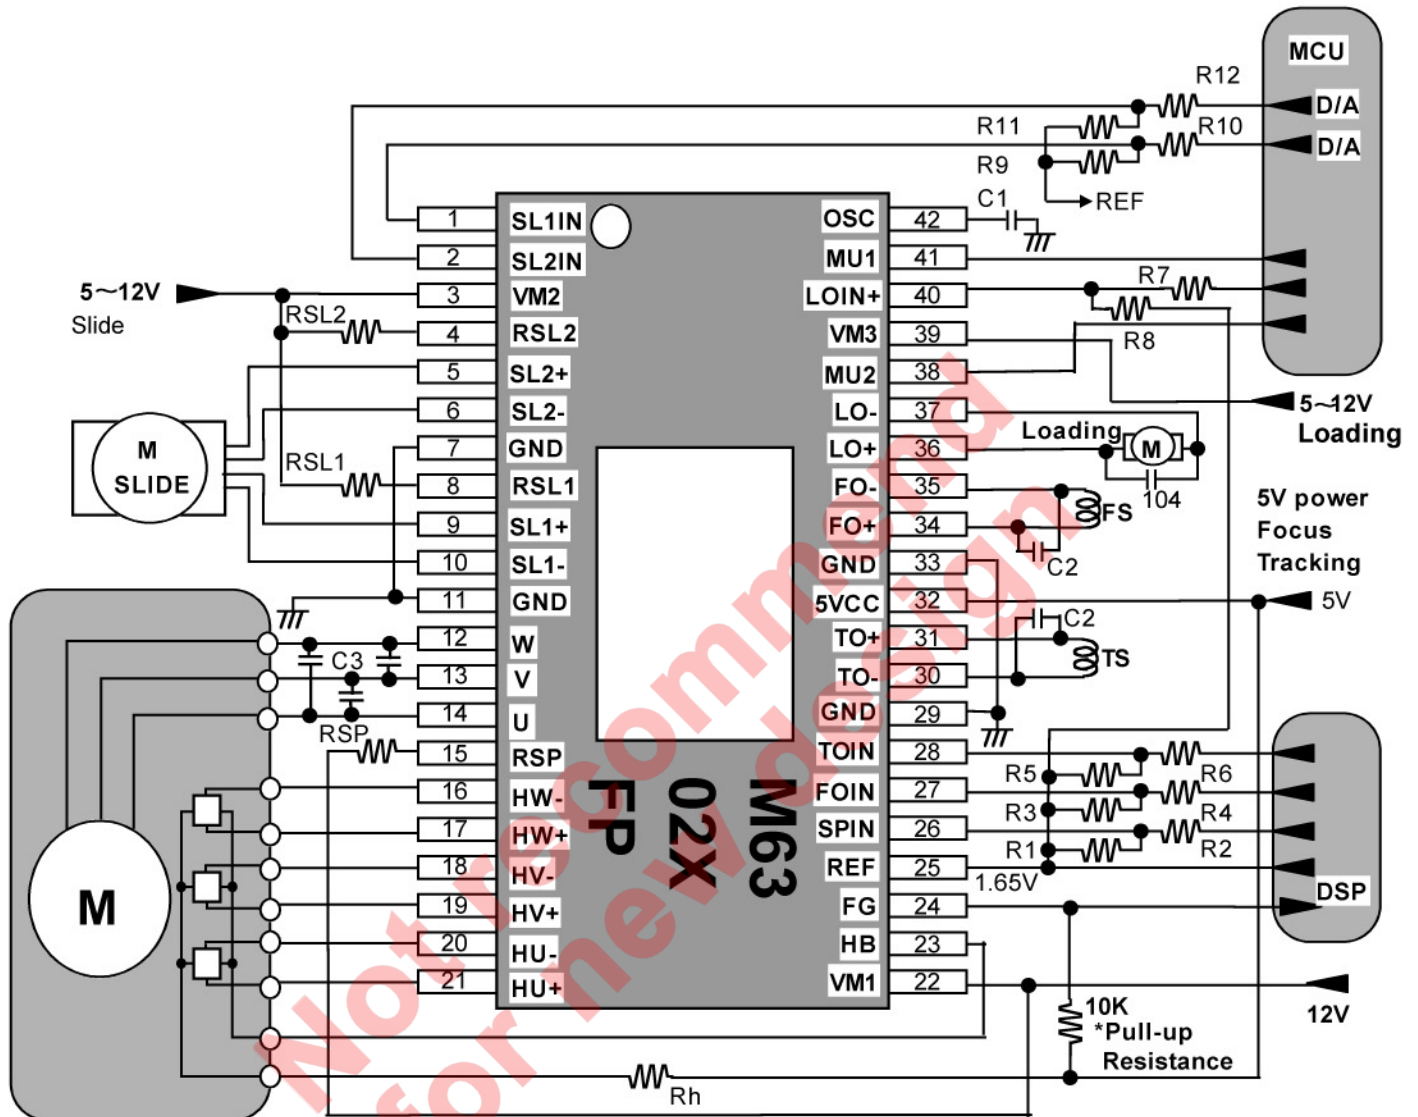 MCU
R12
D/A
R11
R10
D/A
R9
C1
REF
1 SL1IN
OSC 42
2 SL2IN
MU1 41
5~12V
Slide
3 VM2
LOIN+ 40
R7
RSL2
4 RSL2
VM3 39
R8
5 SL2+
MU2 38
6 SL2-
LO- 37
5~12V
Loading
M
SLIDE
7 GND
LO+ 36
Loading
M
104
RSL1
8 RSL1
FO- 35
FS
5V power
Focus
Tracking
9 SL1+
FO+ 34
C2
10 SL1-
GND 33
11 GND
5VCC 32
5V
12 W
TO+ 31
C2
C3
13 V
TO- 30
TS
14 U
GND 29
RSP
15 RSP
TOIN 28
R5
R6
16 HW-
FOIN 27
R3
R4
17 HW+
SPIN 26
R1
R2
18 HV-
REF 25
1.65V
DSP
M
19 HV+
FG 24
20 HU-
HB 23
21 HU+
VM1 22
12V
M63
02X
FP
10K
*Pull-up
Resistance
Rh
Not recommend
for new design